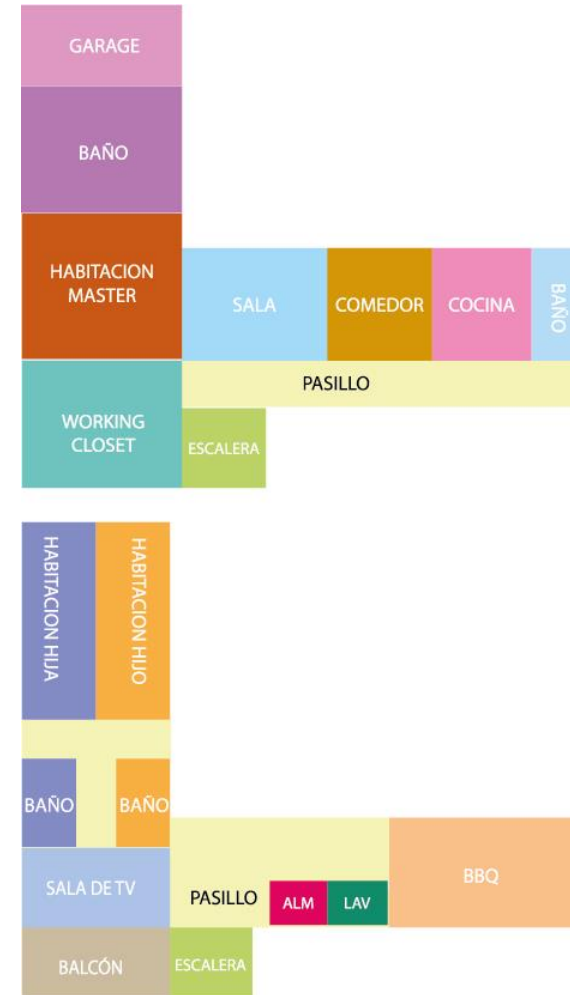 GARAGE
BAÑO
HABITACION
MASTER
SALA
COMEDOR
COCINA
BAÑO
PASILLO
WORKING
CLOSET
ESCALERA
HABITACION HIJA
HABITACION HIJO
BAÑO
BAÑO
SALA DE TV
PASILLO
ALM
LAV
BBQ
BALCÓN
ESCALERA